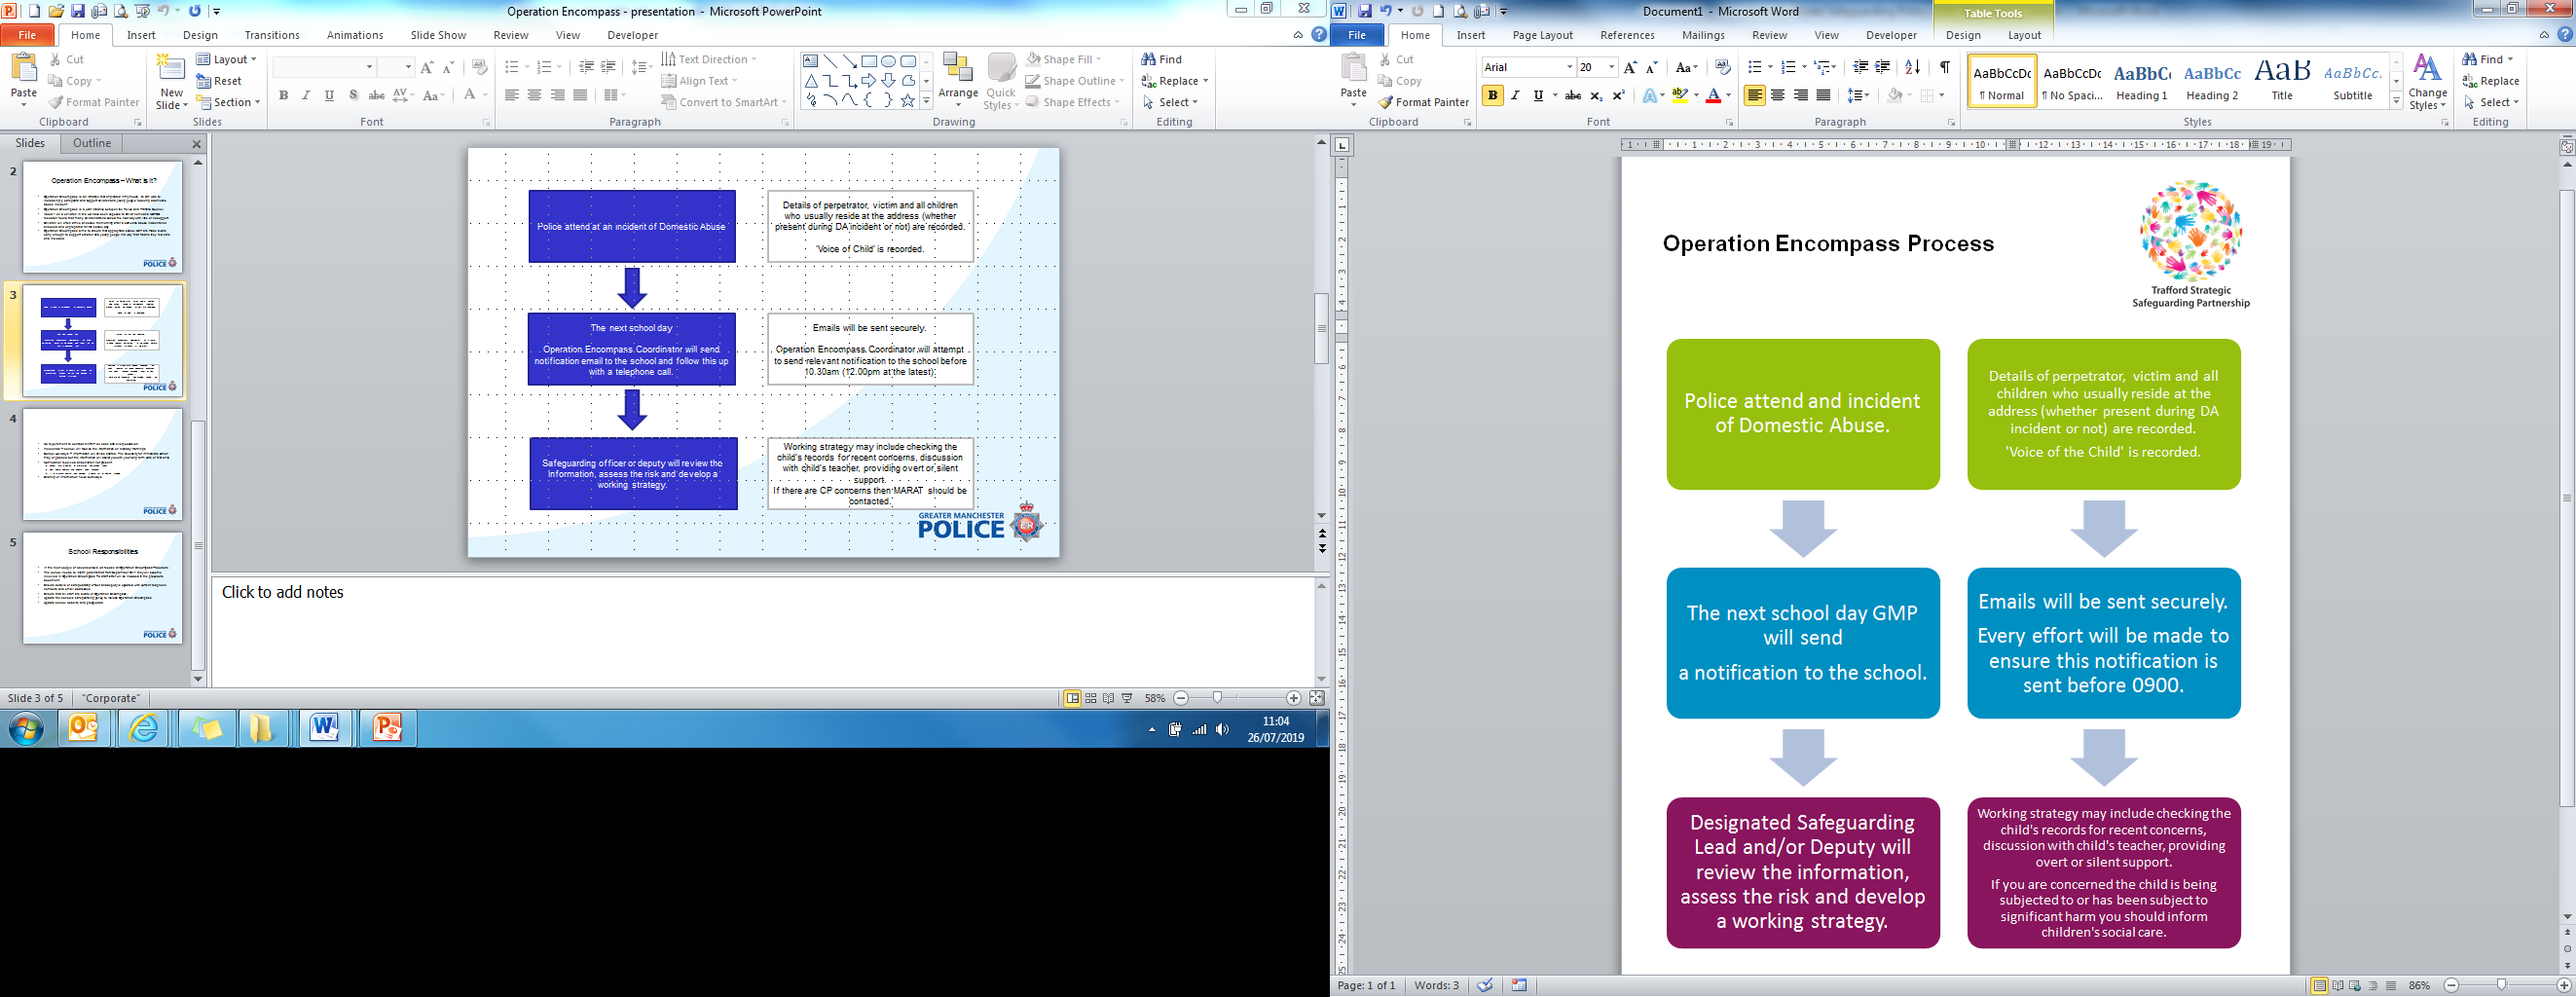 Operation Encompass - presentation - Microsoft PowerPoint
File Home Insert Design Transitions Animations Slide Show Review View Developer
Paste
Cut
Copy
Format Painter
Clipboard
New
Slide
Layout
Reset
Section
Slides
Font
Text Direction
Align Text
Convert to SmartArt
Paragraph
Arrange
Quick
Styles
Shape Fill
Shape Outline
Shape Effects
Drawing
Find
Replace
Select
Editing
Slides Outline
2
Operation Encompass – What is it?
POLICE
3
POLICE
4
POLICE
5
School Responsibilities
POLICE
Police attend at an incident of Domestic Abuse
Details of perpetrator, victim and all children
who usually reside at the address (whether
present during DA incident or not) are recorded.
'Voice of Child' is recorded.
The next school day
Operation Encompass Coordinator will send
notification email to the school and follow this up
with a telephone call.
Emails will be sent securely.
Operation Encompass Coordinator will attempt
to send relevant notification to the school before
10.30am (12.00pm at the latest)
Safeguarding officer or deputy will review the
information, assess the risk and develop a
working strategy.
Working strategy may include checking the
child's records for recent concerns, discussion
with child's teacher, providing overt or silent
support.
If there are CP concerns then MARAT should be
contacted.
GREATER MANCHESTER
POLICE
Click to add notes
Slide 3 of 5 "Corporate" 58%
11:04
26/07/2019
Document1 - Microsoft Word
Table Tools
File Home Insert Page Layout References Mailings Review View Developer Design Layout
Paste
Cut
Copy
Format Painter
Clipboard
Arial 20
Font
Paragraph
AaBbCcDc AaBbCcDc AaBbCc AaBbCc AaB AaBbCc.
¶ Normal ¶ No Spaci... Heading 1 Heading 2 Title Subtitle
Change
Styles
Styles
Find
Replace
Select
Editing
Operation Encompass Process
Trafford Strategic
Safeguarding Partnership
Police attend and incident
of Domestic Abuse.
Details of perpetrator, victim and all
children who usually reside at the
address (whether present during DA
incident or not) are recorded.
'Voice of the Child' is recorded.
The next school day GMP
will send
a notification to the school.
Emails will be sent securely.
Every effort will be made to
ensure this notification is
sent before 0900.
Designated Safeguarding
Lead and/or Deputy will
review the information,
assess the risk and develop
a working strategy.
Working strategy may include checking the
child's records for recent concerns,
discussion with child's teacher, providing
overt or silent support.
If you are concerned the child is being
subjected to or has been subject to
significant harm you should inform
children's social care.
Page: 1 of 1 Words: 3 86%